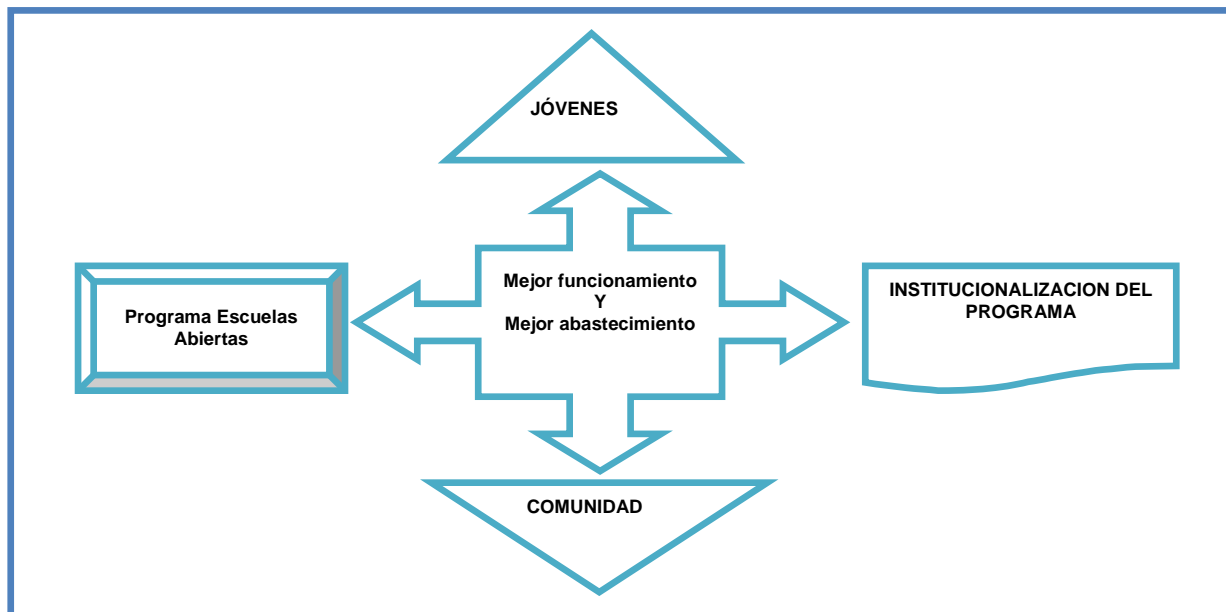 JÓVENES
Programa Escuelas
Abiertas
Mejor funcionamiento
Y
Mejor abastecimiento
INSTITUCIONALIZACION DEL
PROGRAMA
COMUNIDAD